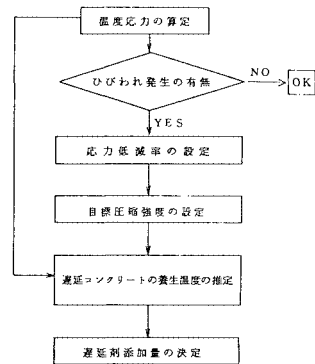 温度応力の算定
ひびわれ発生の有無
NO
OK
YES
応力低減率の設定
目標圧縮強度の設定
遅延コンクリートの養生温度の推定
遅延剤添加量の決定